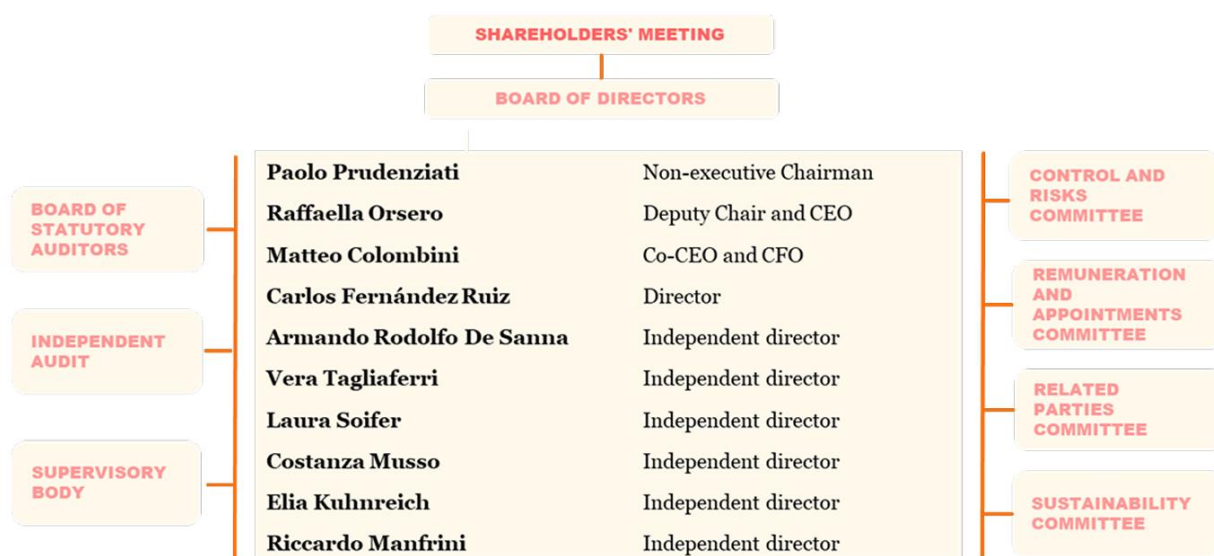 SHAREHOLDERS' MEETING
BOARD OF DIRECTORS
BOARD OF
STATUTORY
AUDITORS
INDEPENDENT
AUDIT
SUPERVISORY
BODY
Paolo Prudenziati Non-executive Chairman
Raffaella Orsero Deputy Chair and CEO
Matteo Colombini Co-CEO and CFO
Carlos Fernández Ruiz Director
Armando Rodolfo De Sanna Independent director
Vera Tagliaferri Independent director
Laura Soifer Independent director
Costanza Musso Independent director
Elia Kuhnreich Independent director
Riccardo Manfrini Independent director
CONTROL AND
RISKS
COMMITTEE
REMUNERATION
AND
APPOINTMENTS
COMMITTEE
RELATED
PARTIES
COMMITTEE
SUSTAINABILITY
COMMITTEE